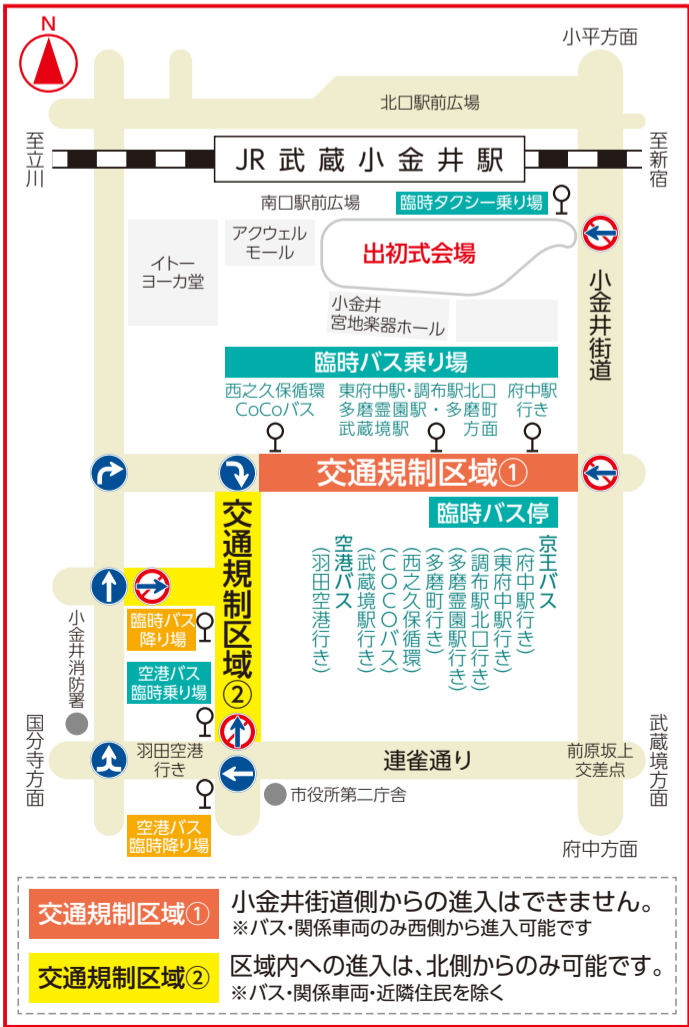 N
小平方面
北口駅前広場
至立川
JR 武蔵小金井駅
至新宿
南口駅前広場
臨時タクシー乗り場
アクウェル
モール
出初式会場
イトー
ヨーカ堂
小金井街道
小金井
宮地楽器ホール
臨時バス乗り場
西之久保循環
CoCoバス
東府中駅・調布駅北口
多磨霊園駅・多磨町
武蔵境駅 方面
府中駅
行き
交通規制区域①
臨時バス停
京王バス
(府中駅行き)
(東府中駅行き)
(調布駅北口行き)
(多磨霊園駅行き)
(多磨町行き)
(西之久保循環)
(COCOバス)
(武蔵境駅行き)
空港バス
(羽田空港行き)
交通規制区域②
臨時バス
降り場
小金井消防署
空港バス
臨時乗り場
国分寺方面
羽田空港
行き
連雀通り
前原坂上
交差点
武蔵境方面
市役所第二庁舎
空港バス
臨時降り場
府中方面
交通規制区域①
小金井街道側からの進入はできません。
※バス・関係車両のみ西側から進入可能です
交通規制区域②
区域内への進入は、北側からのみ可能です。
※バス・関係車両・近隣住民を除く